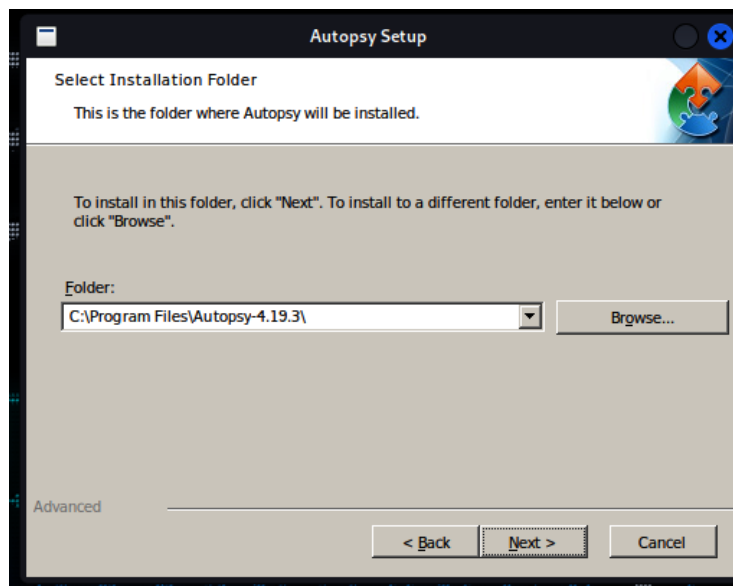 Autopsy Setup
Select Installation Folder
This is the folder where Autopsy will be installed.
To install in this folder, click "Next". To install to a different folder, enter it below or
click "Browse".
Folder:
C:\Program Files\Autopsy-4.19.3\
Browse...
Advanced
< Back
Next >
Cancel